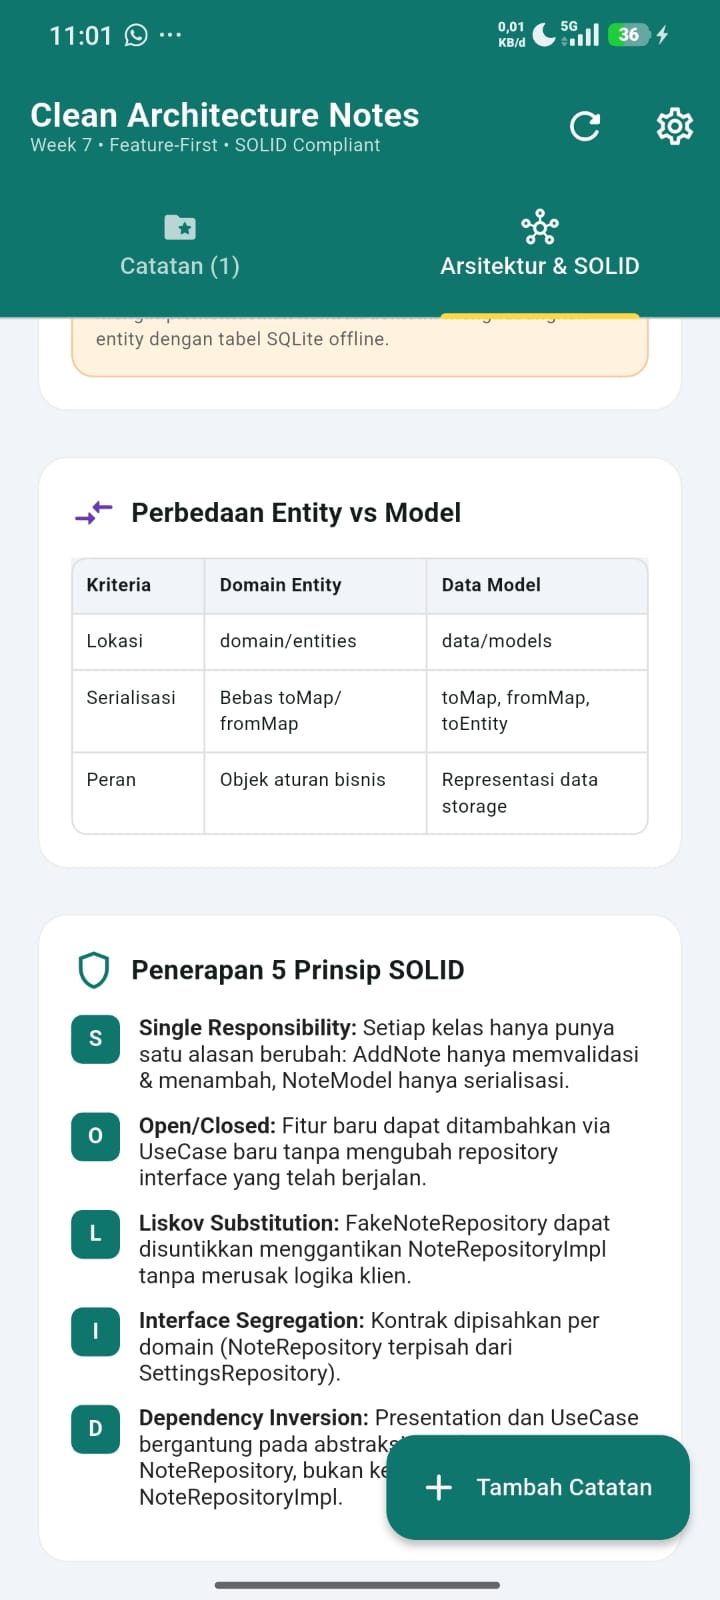 11:01
0,01
KB/d
5G
36
Clean Architecture Notes
Week 7 • Feature-First • SOLID Compliant
Catatan (1)
Arsitektur & SOLID
entity dengan tabel SQLite offline.
Perbedaan Entity vs Model
Kriteria Domain Entity Data Model
Lokasi domain/entities data/models
Serialisasi Bebas toMap/ toMap, fromMap,
fromMap toEntity
Peran Objek aturan bisnis Representasi data
storage
Penerapan 5 Prinsip SOLID
S Single Responsibility: Setiap kelas hanya punya
satu alasan berubah: AddNote hanya memvalidasi
& menambah, NoteModel hanya serialisasi.
O Open/Closed: Fitur baru dapat ditambahkan via
UseCase baru tanpa mengubah repository
interface yang telah berjalan.
L Liskov Substitution: FakeNoteRepository dapat
disuntikkan menggantikan NoteRepositoryImpl
tanpa merusak logika klien.
I Interface Segregation: Kontrak dipisahkan per
domain (NoteRepository terpisah dari
SettingsRepository).
D Dependency Inversion: Presentation dan UseCase
bergantung pada
NoteRepository, bukan
NoteRepositoryImpl.
Tambah Catatan